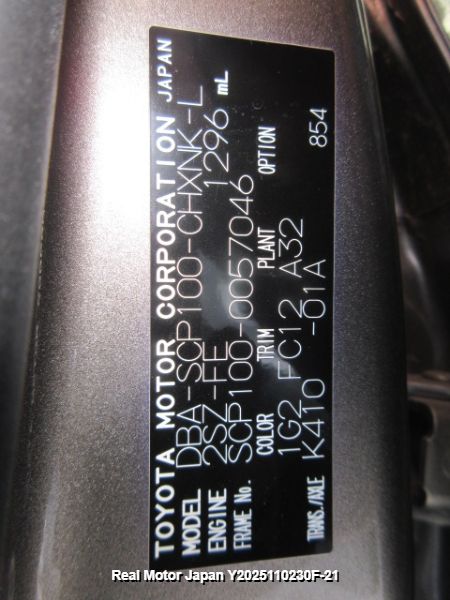 TOYOTA MOTOR CORPORATION JAPAN
MODEL DBA-SCP100-CHXNK-L
ENGINE 2SZ-FE 1296 mL
FRAME No. SCP100-0057046
COLOR TRIM PLANT OPTION
1G2 FC12 A32 854
TRANS./AXLE K410 -01A
Real Motor Japan Y2025110230F-21